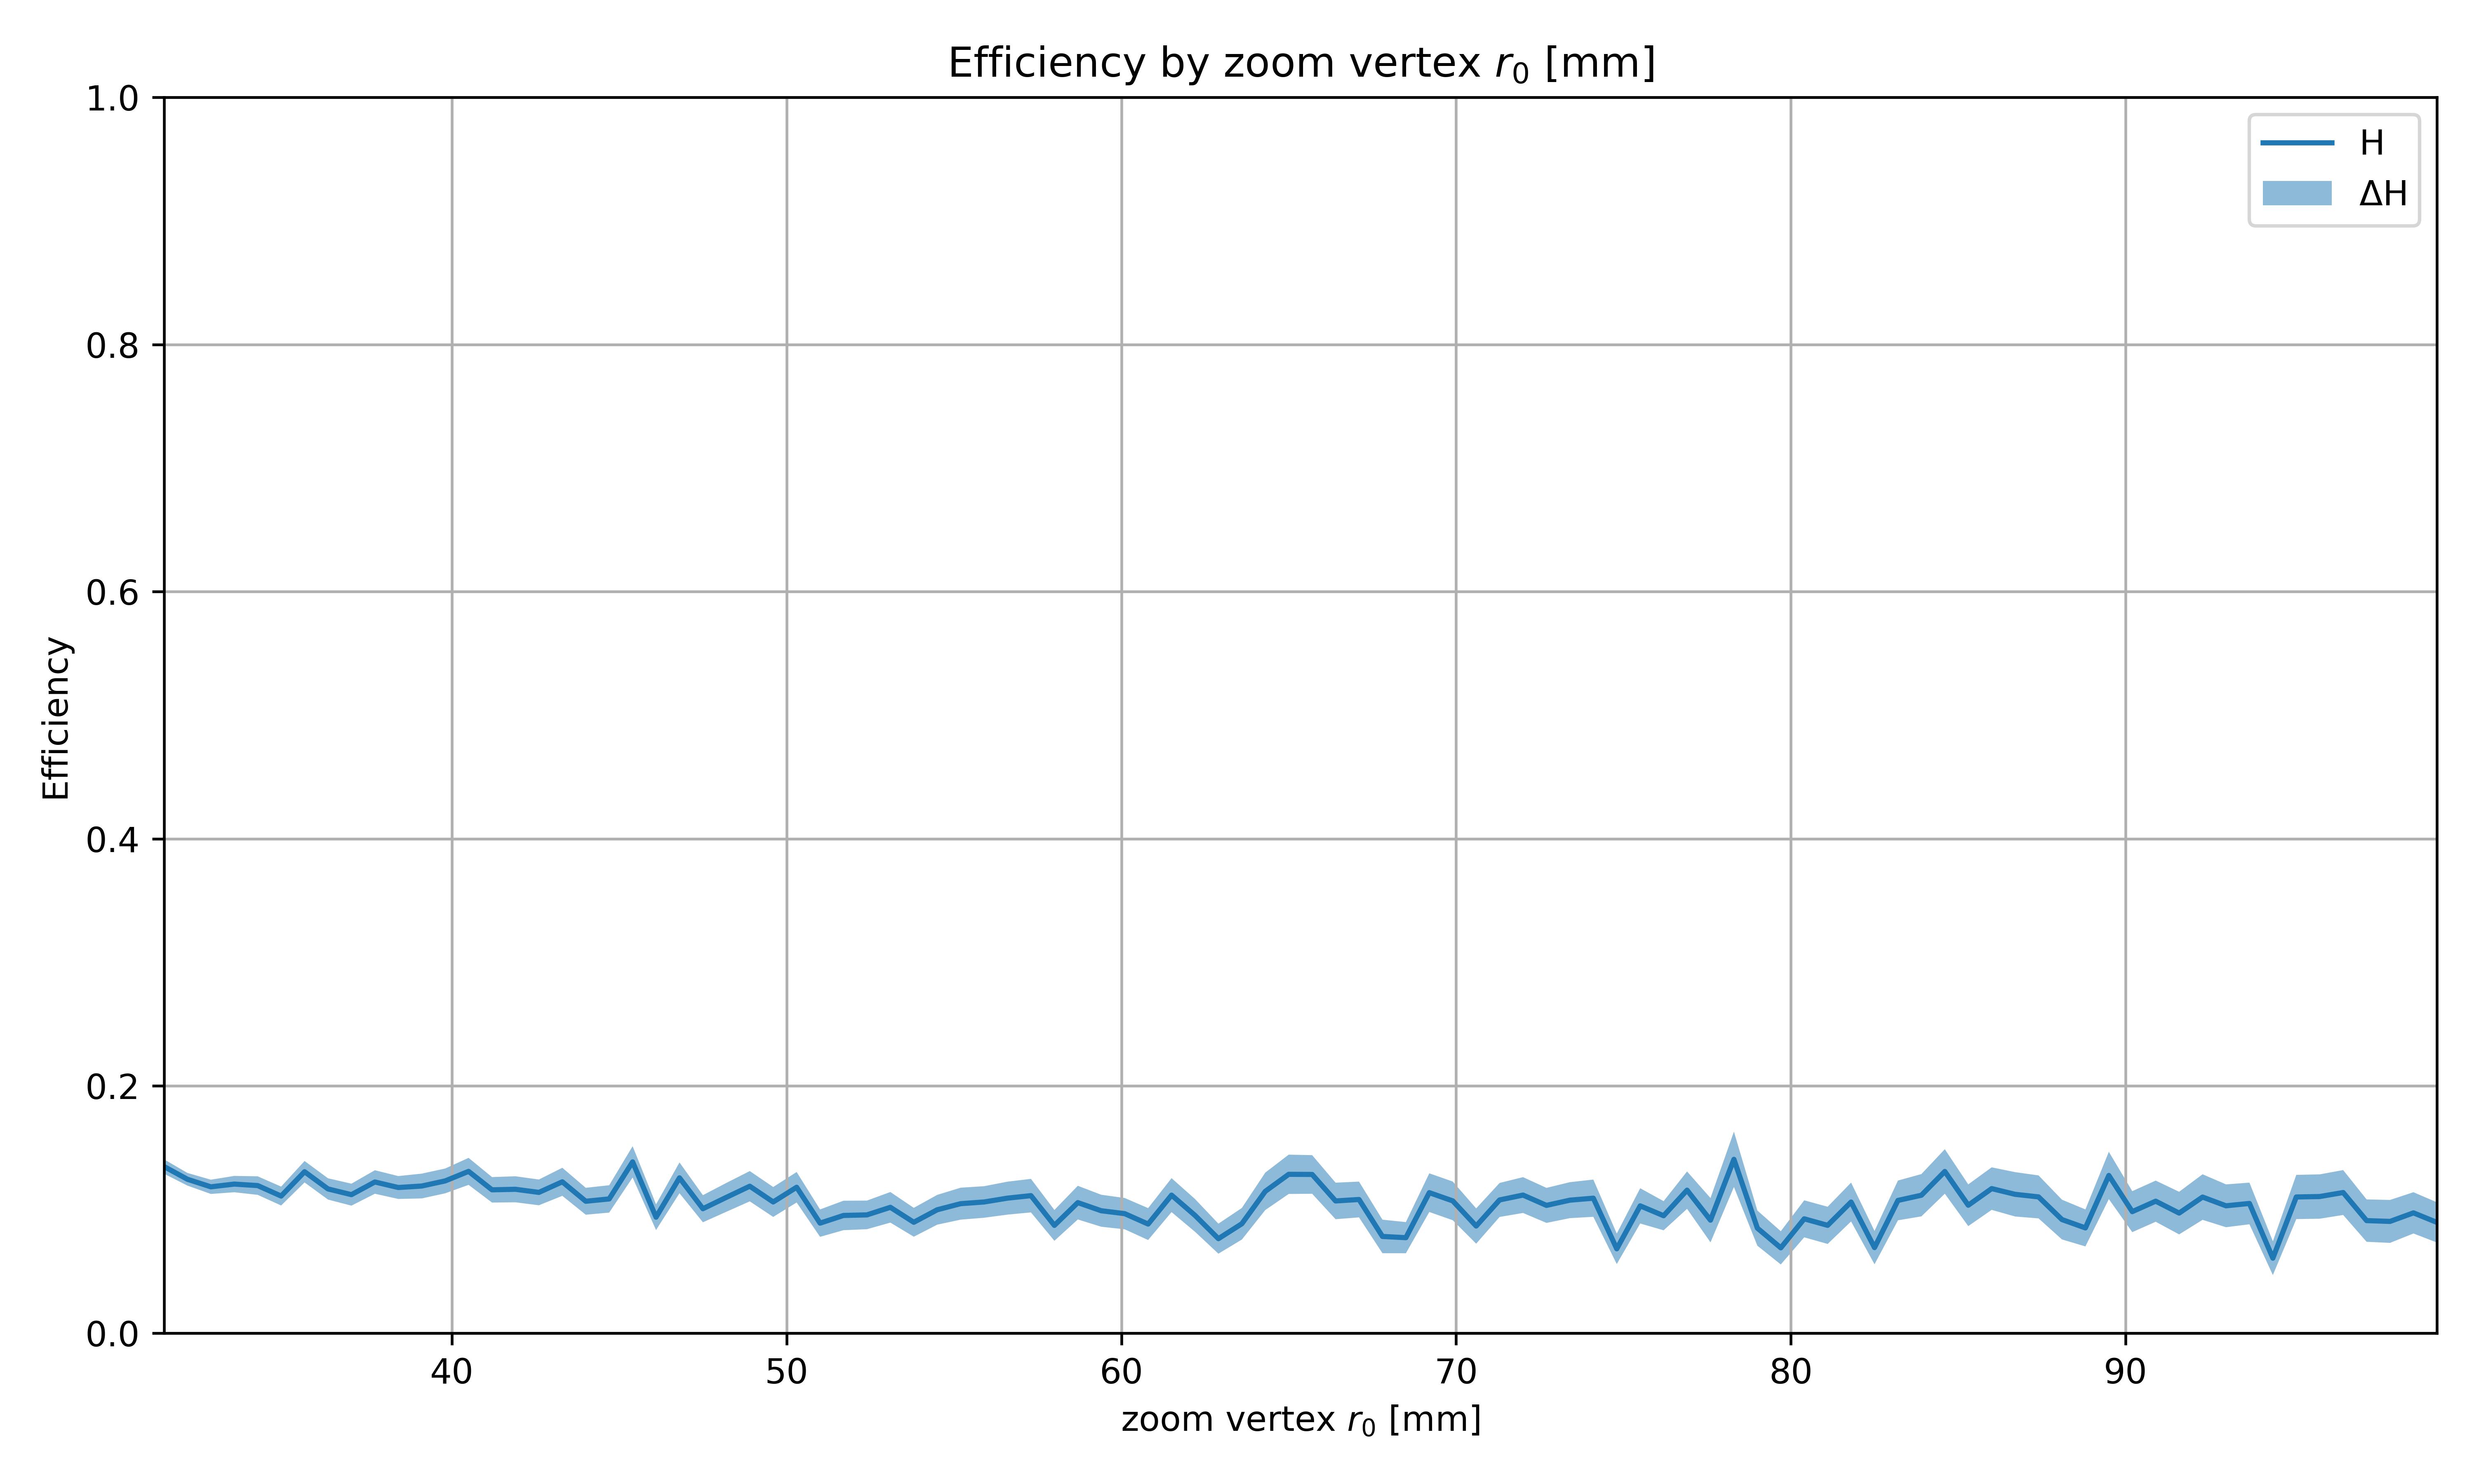 Efficiency by zoom vertex r₀ [mm]
H
ΔH
Efficiency
1.0
0.8
0.6
0.4
0.2
0.0
40 50 60 70 80 90
zoom vertex r₀ [mm]